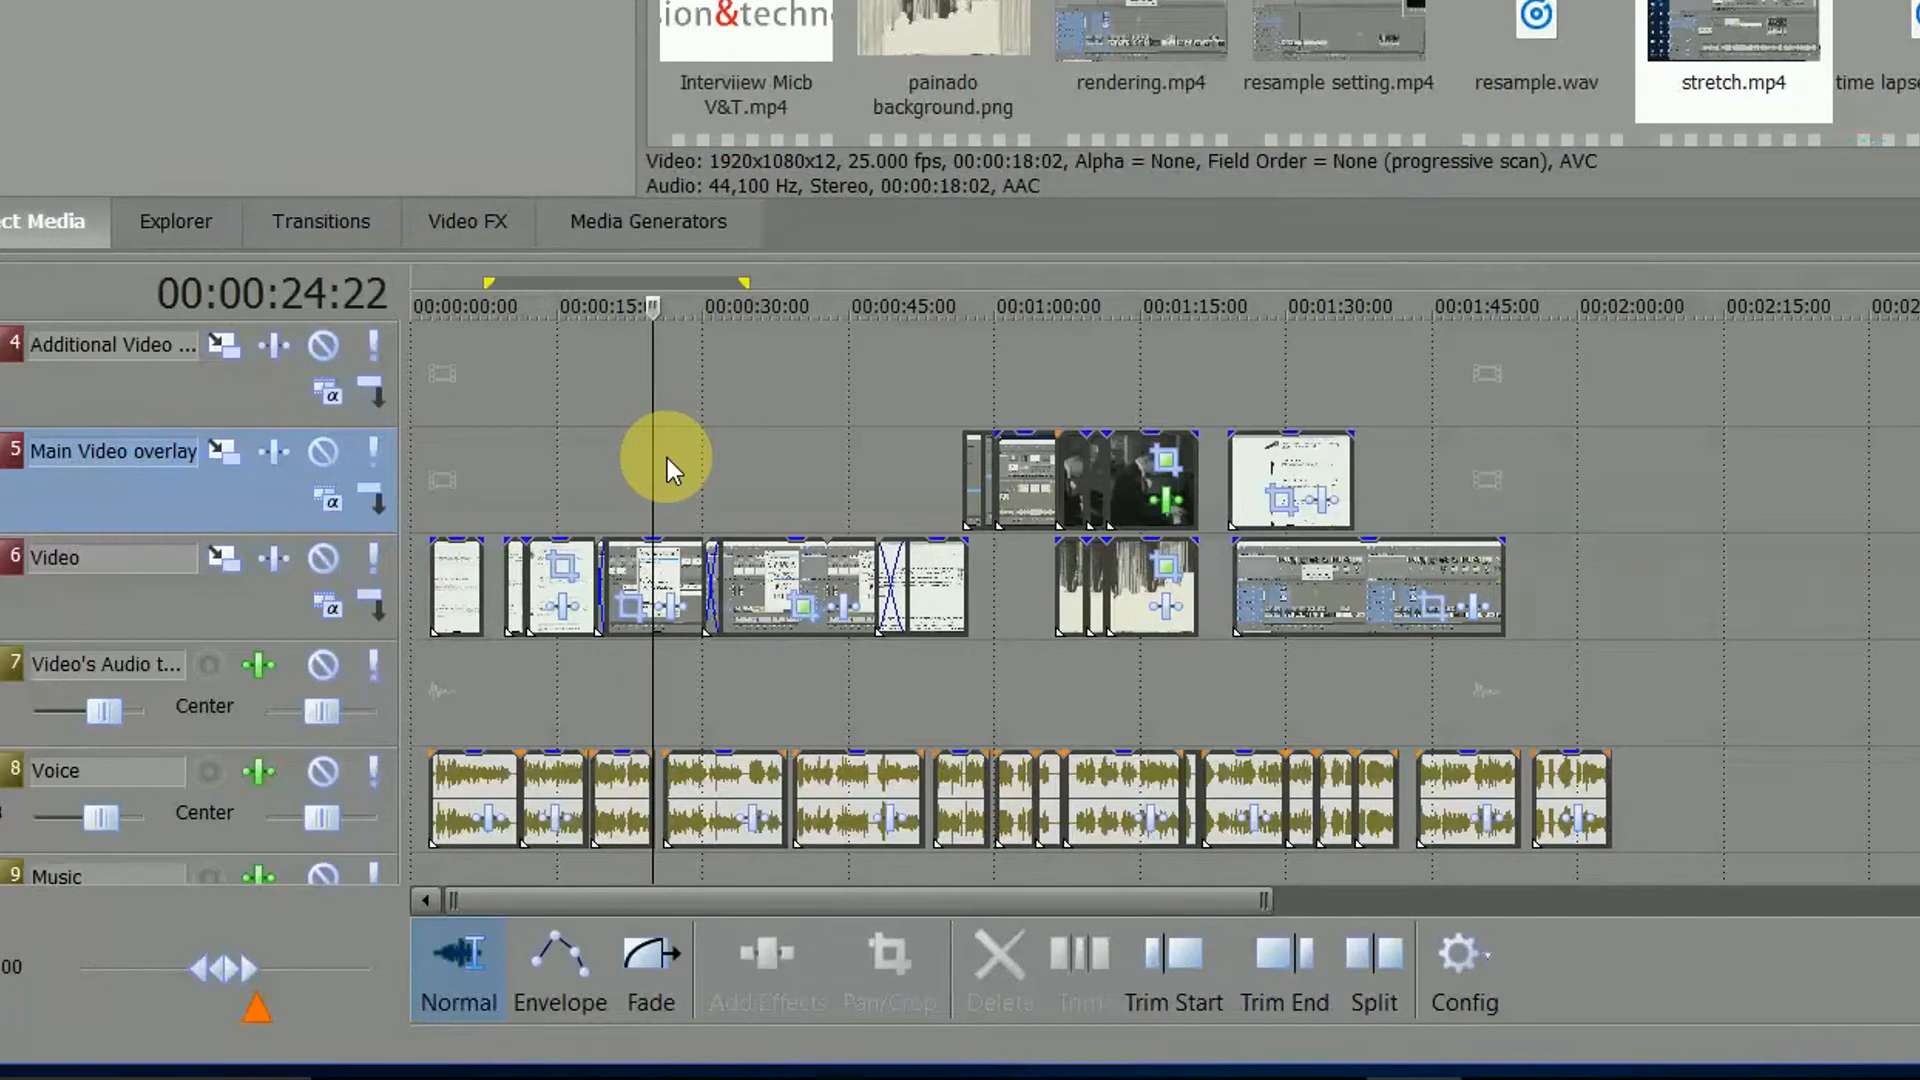 ion&techn
Interviiew Micb
V&T.mp4
painado
background.png
rendering.mp4
resample setting.mp4
resample.wav
stretch.mp4
time laps
Video: 1920x1080x12, 25.000 fps, 00:00:18:02, Alpha = None, Field Order = None (progressive scan), AVC
Audio: 44,100 Hz, Stereo, 00:00:18:02, AAC
ect Media
Explorer
Transitions
Video FX
Media Generators
00:00:24:22
00:00:00:00
00:00:15:
00:00:30:00
00:00:45:00
00:01:00:00
00:01:15:00
00:01:30:00
00:01:45:00
00:02:00:00
00:02:15:00
00:02
4
Additional Video ...
5
Main Video overlay
6
Video
7
Video's Audio t...
Center
8
Voice
Center
9
Music
00
Normal
Envelope
Fade
Add Effects
Pan/Crop
Delete
Trim
Trim Start
Trim End
Split
Config